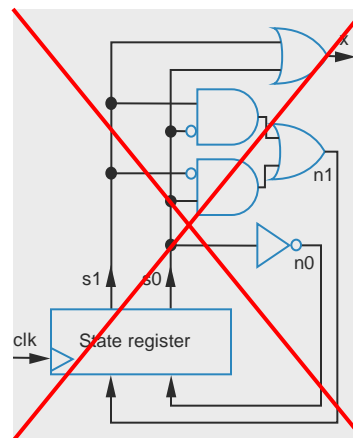 x
n1
n0
s1 s0
clk
State register